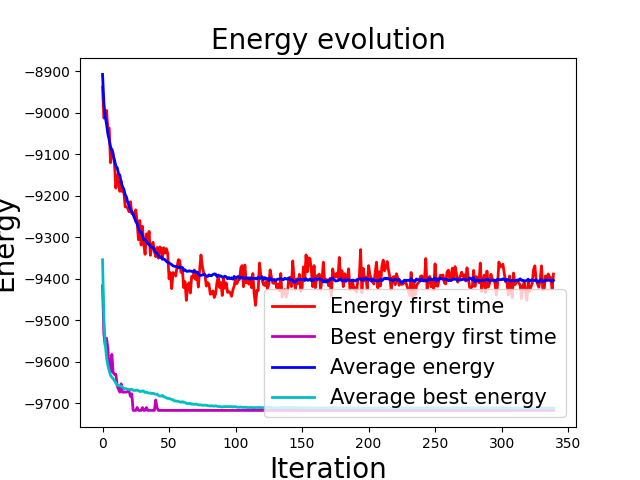 Energy evolution
Energy
−8900
−9000
−9100
−9200
−9300
−9400
−9500
−9600
−9700
Energy first time
Best energy first time
Average energy
Average best energy
0
50
100
150
200
250
300
350
Iteration